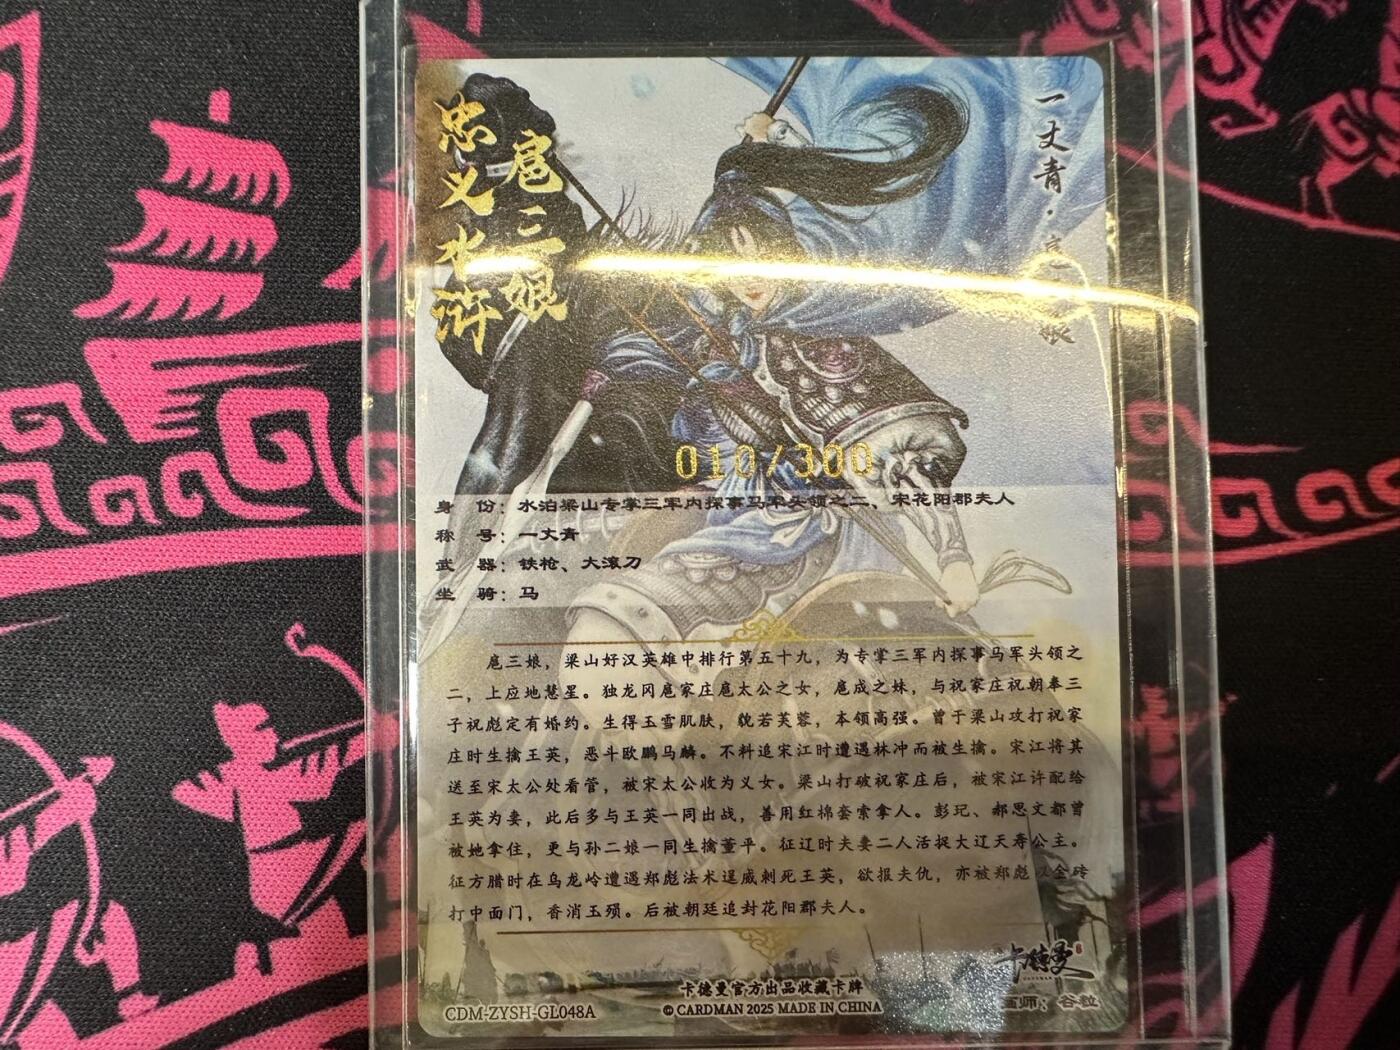 忠义水浒
扈三娘
一丈青·扈三娘
010/300
身 份：水泊梁山专掌三军内探事马军头领之二、宋花阳郡夫人
称 号：一丈青
武 器：铁枪、大滚刀
坐 骑：马
扈三娘，梁山好汉英雄中排行第五十九，为专掌三军内探事马军头领之
二，上应地慧星。独龙冈扈家庄扈太公之女，扈成之妹，与祝家庄祝朝奉三
子祝彪定有婚约。生得玉雪肌肤，貌若芙蓉，本领高强。曾于梁山攻打祝家
庄时生擒王英，恶斗欧鹏马麟。不料追宋江时遭遇林冲而被生擒。宋江将其
送至宋太公处看管，被宋太公收为义女。梁山打破祝家庄后，被宋江许配给
王英为妻，此后多与王英一同出战，善用红棉套索拿人。彭玘、郝思文都曾
被她拿住，更与孙二娘一同生擒董平。征辽时夫妻二人活捉大辽天寿公主。
征方腊时在乌龙岭遭遇郑彪法术逞威刺死王英，欲报夫仇，亦被郑彪以金砖
打中面门，香消玉殒。后被朝廷追封花阳郡夫人。
卡德曼
卡德曼官方出品收藏卡牌
CDM-ZYSH-GL048A
© CARDMAN 2025 MADE IN CHINA
画师：谷粒